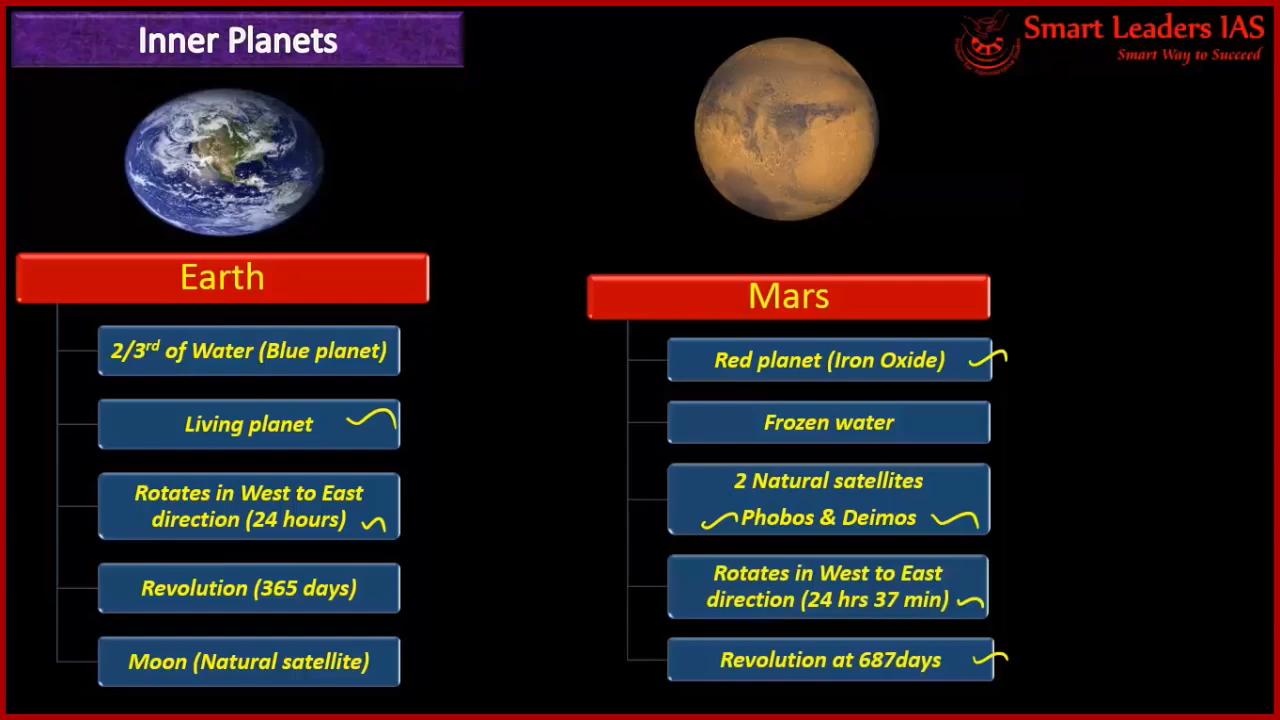 Inner Planets
Smart Leaders IAS
Smart Way to Succeed
Earth
2/3rd of Water (Blue planet)
Living planet
Rotates in West to East
direction (24 hours)
Revolution (365 days)
Moon (Natural satellite)
Mars
Red planet (Iron Oxide)
Frozen water
2 Natural satellites
Phobos & Deimos
Rotates in West to East
direction (24 hrs 37 min)
Revolution at 687days